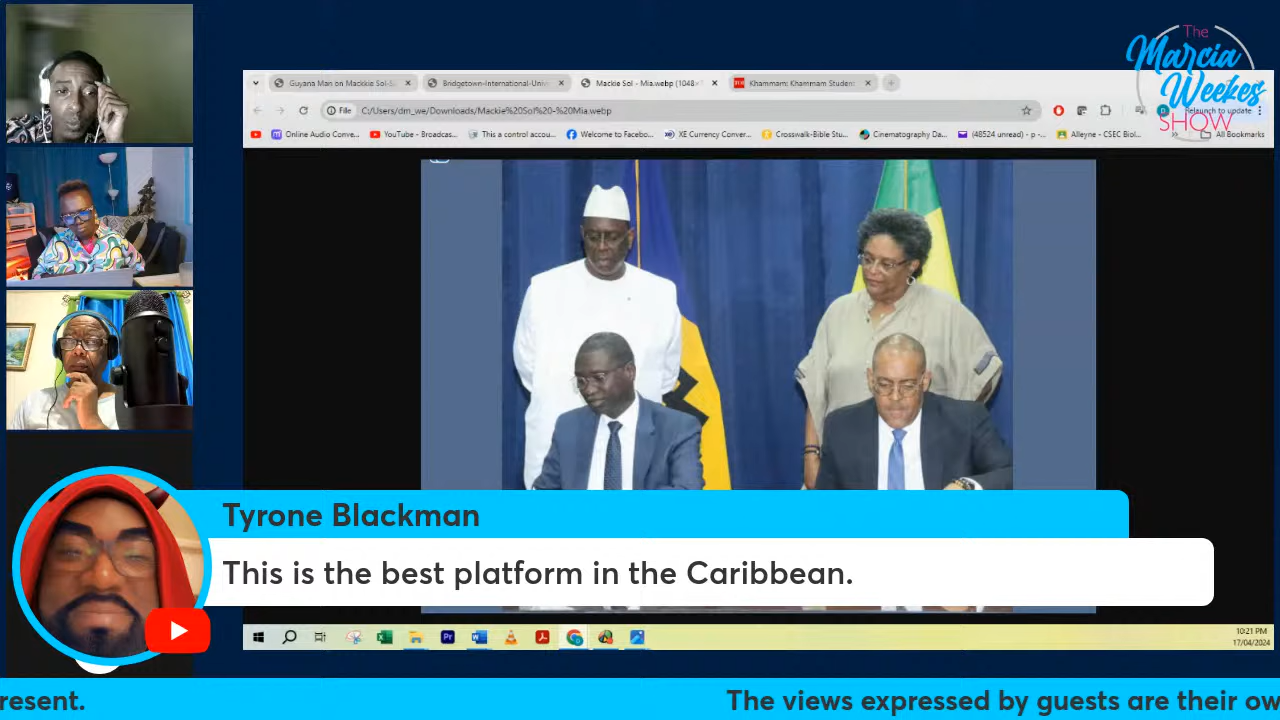 The
Marcia
Weekes
SHOW
Guyana Man on Mackkie Sol-S
Bridgetown-International-Univ
Mackie Sol - Mia.webp (1048×
Khammam: Khammam Student
File
C:/Users/dm_we/Downloads/Mackie%20Sol%20-%20Mia.webp
Relaunch to update
Online Audio Conve...
YouTube - Broadcas...
This a control accou...
Welcome to Facebo...
XE Currency Conver...
Crosswalk-Bible Stu...
Cinematography Da...
(48524 unread) - p -...
Alleyne - CSEC Biol...
All Bookmarks
Tyrone Blackman
This is the best platform in the Caribbean.
10:21 PM
17/04/2024
resent.
The views expressed by guests are their ow